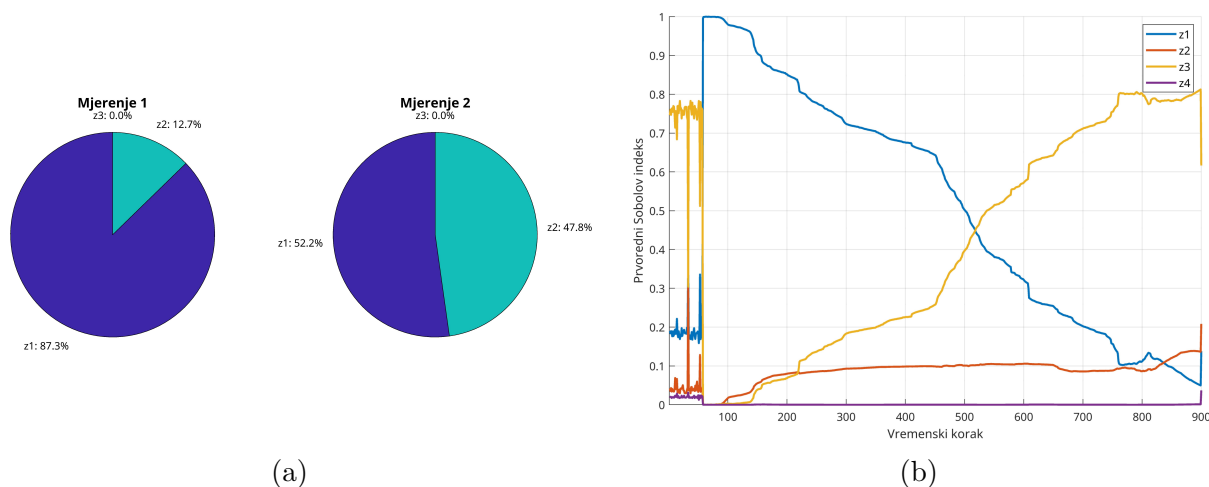 Mjerenje 1
z3: 0.0%
z2: 12.7%
z1: 87.3%
Mjerenje 2
z3: 0.0%
z2: 47.8%
z1: 52.2%
(a)
Prvoredni Sobolov indeks
1
0.9
0.8
0.7
0.6
0.5
0.4
0.3
0.2
0.1
0
100 200 300 400 500 600 700 800 900
Vremenski korak
z1
z2
z3
z4
(b)